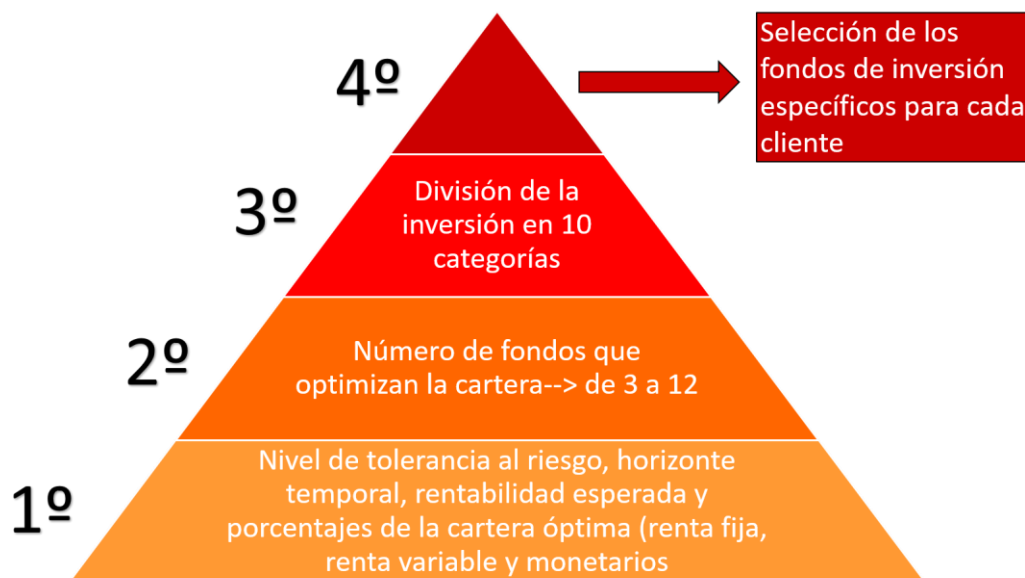 4º
Selección de los
fondos de inversión
específicos para cada
cliente
3º
División de la
inversión en 10
categorías
2º
Número de fondos que
optimizan la cartera--> de 3 a 12
1º
Nivel de tolerancia al riesgo, horizonte
temporal, rentabilidad esperada y
porcentajes de la cartera óptima (renta fija,
renta variable y monetarios